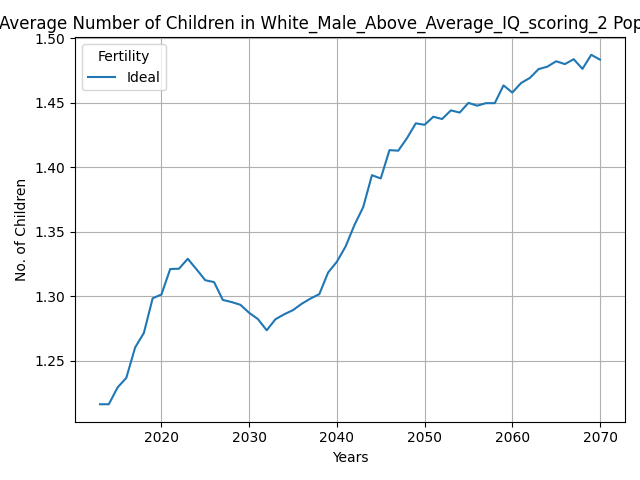 Average Number of Children in White_Male_Above_Average_IQ_scoring_2 Pop
Fertility
Ideal
No. of Children
1.50
1.45
1.40
1.35
1.30
1.25
2020 2030 2040 2050 2060 2070
Years